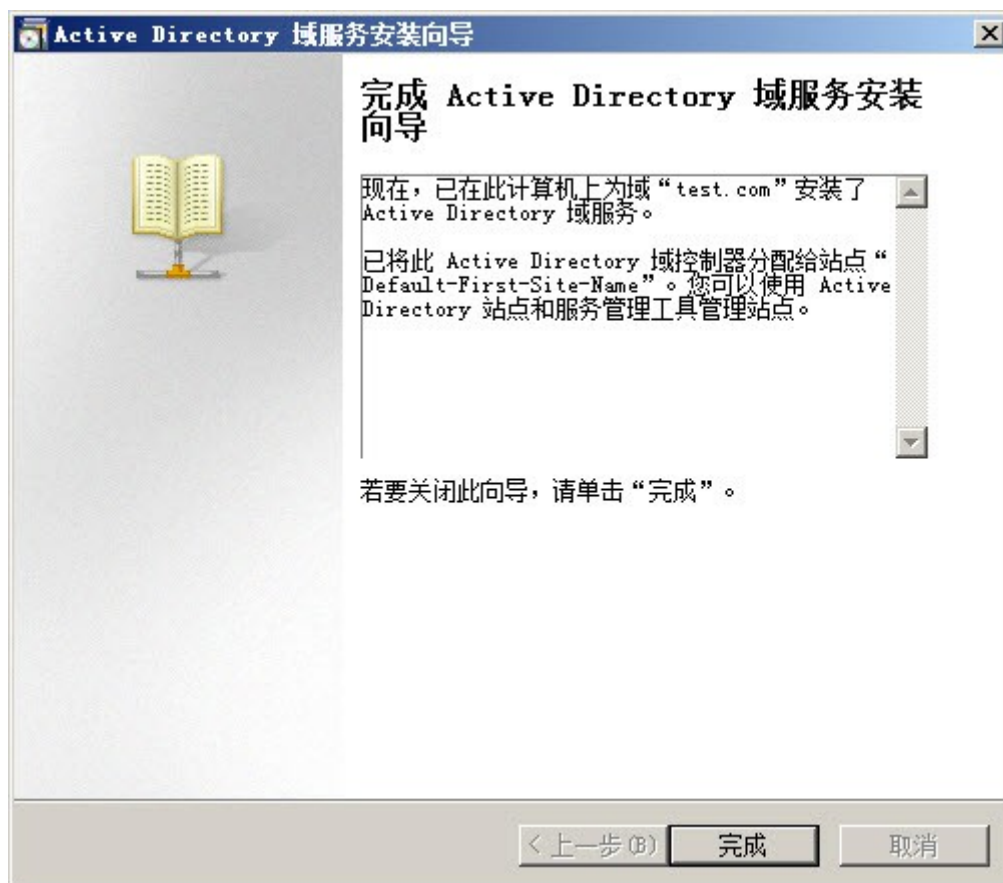 Active Directory 域服务安装向导
完成 Active Directory 域服务安装
向导
现在，已在此计算机上为域“test.com”安装了
Active Directory 域服务。
已将此 Active Directory 域控制器分配给站点“
Default-First-Site-Name”。您可以使用 Active
Directory 站点和服务管理工具管理站点。
若要关闭此向导，请单击“完成”。
< 上一步(B)
完成
取消